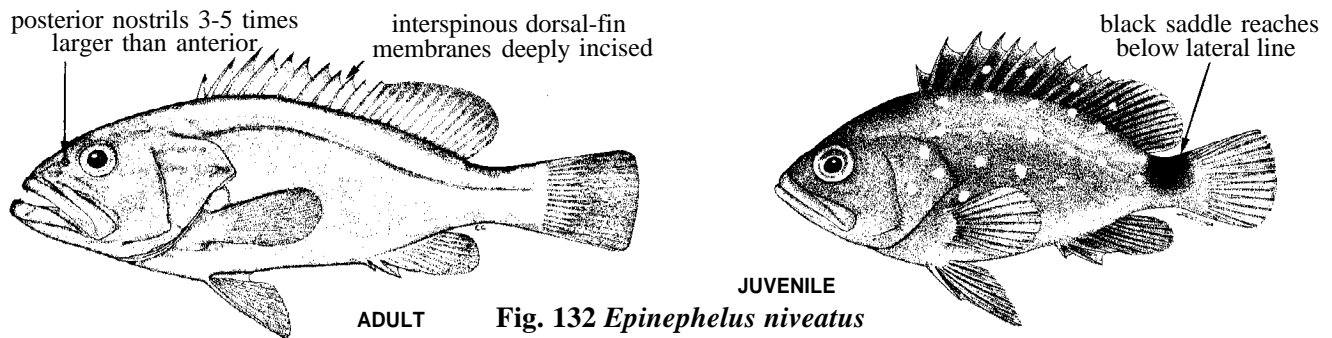 posterior nostrils 3-5 times
larger than anterior
interspinous dorsal-fin
membranes deeply incised
black saddle reaches
below lateral line
JUVENILE
ADULT
Fig. 132 Epinephelus niveatus